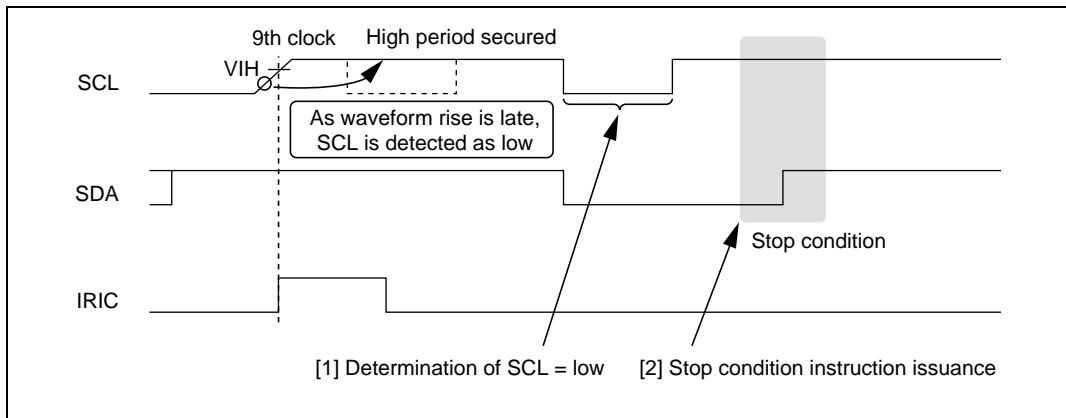 9th clock
High period secured
VIH
SCL
As waveform rise is late,
SCL is detected as low
SDA
Stop condition
IRIC
[1] Determination of SCL = low
[2] Stop condition instruction issuance